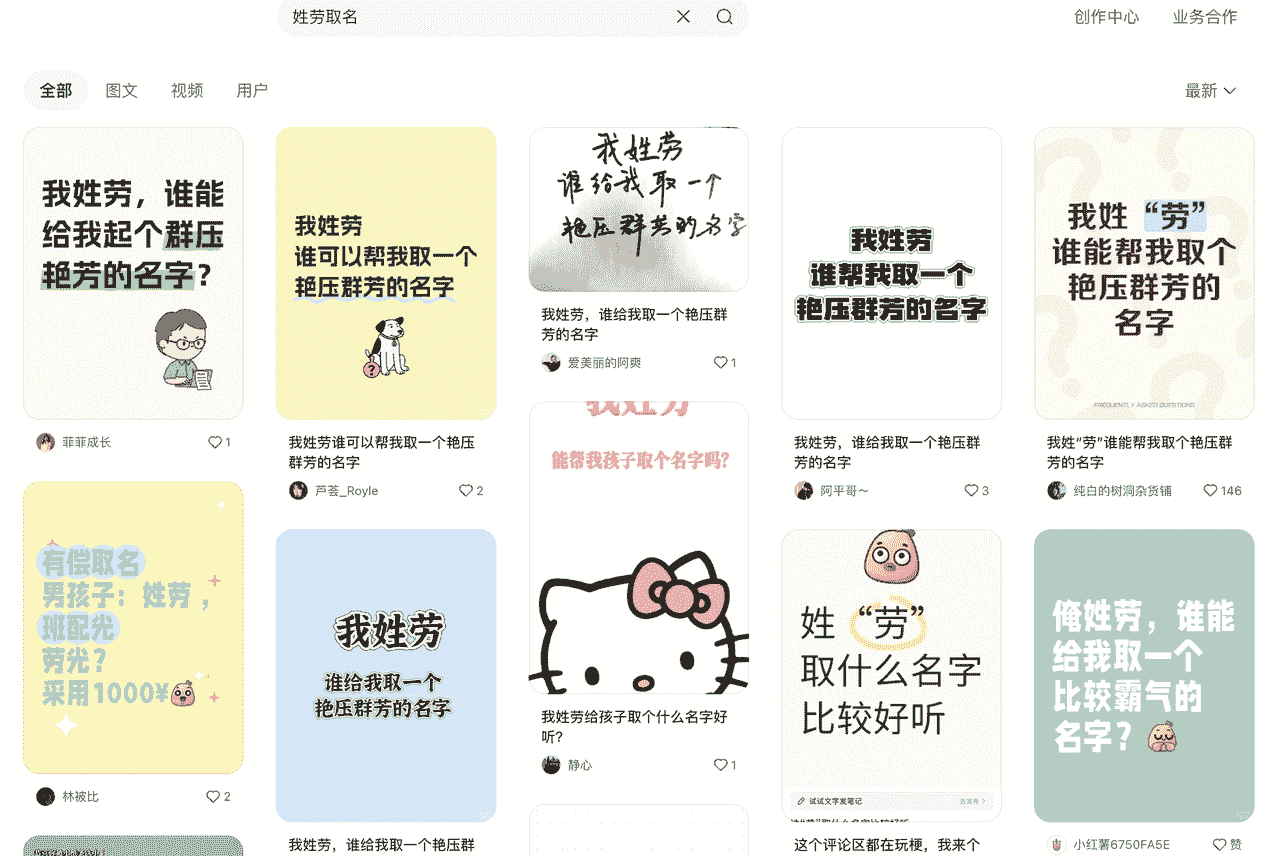 姓劳取名
创作中心
业务合作
全部
图文
视频
用户
最新
我姓劳，谁能
给我起个群压
艳芳的名字？
菲菲成长
1
有偿取名
男孩子：姓劳，
班配光
劳光？
采用1000¥
林被比
2
我姓劳
谁可以帮我取一个
艳压群芳的名字
?
我姓劳谁可以帮我取一个艳压
群芳的名字
芦荟_Royle
2
我姓劳
谁给我取一个
艳压群芳的名字
我姓劳，谁给我取一个艳压群
我姓劳
谁给我取一个
艳压群芳的名字
我姓劳，谁给我取一个艳压群
芳的名字
爱美丽的阿爽
1
我姓劳
能帮我孩子取个名字吗？
我姓劳给孩子取个什么名字好
听？
静心
1
我姓劳
谁帮我取一个
艳压群芳的名字
我姓劳，谁给我取一个艳压群
芳的名字
阿平哥～
3
姓“劳”
取什么名字
比较好听
试试文字发笔记
去发布
这个评论区都在玩梗，我来个
我姓“劳”
谁能帮我取个
艳压群芳的
名字
FREQUENTLY ASKED QUESTIONS
我姓“劳”谁能帮我取个艳压群
芳的名字
纯白的树洞杂货铺
146
俺姓劳，谁能
给我取一个
比较霸气的
名字？
小红薯6750FA5E
赞